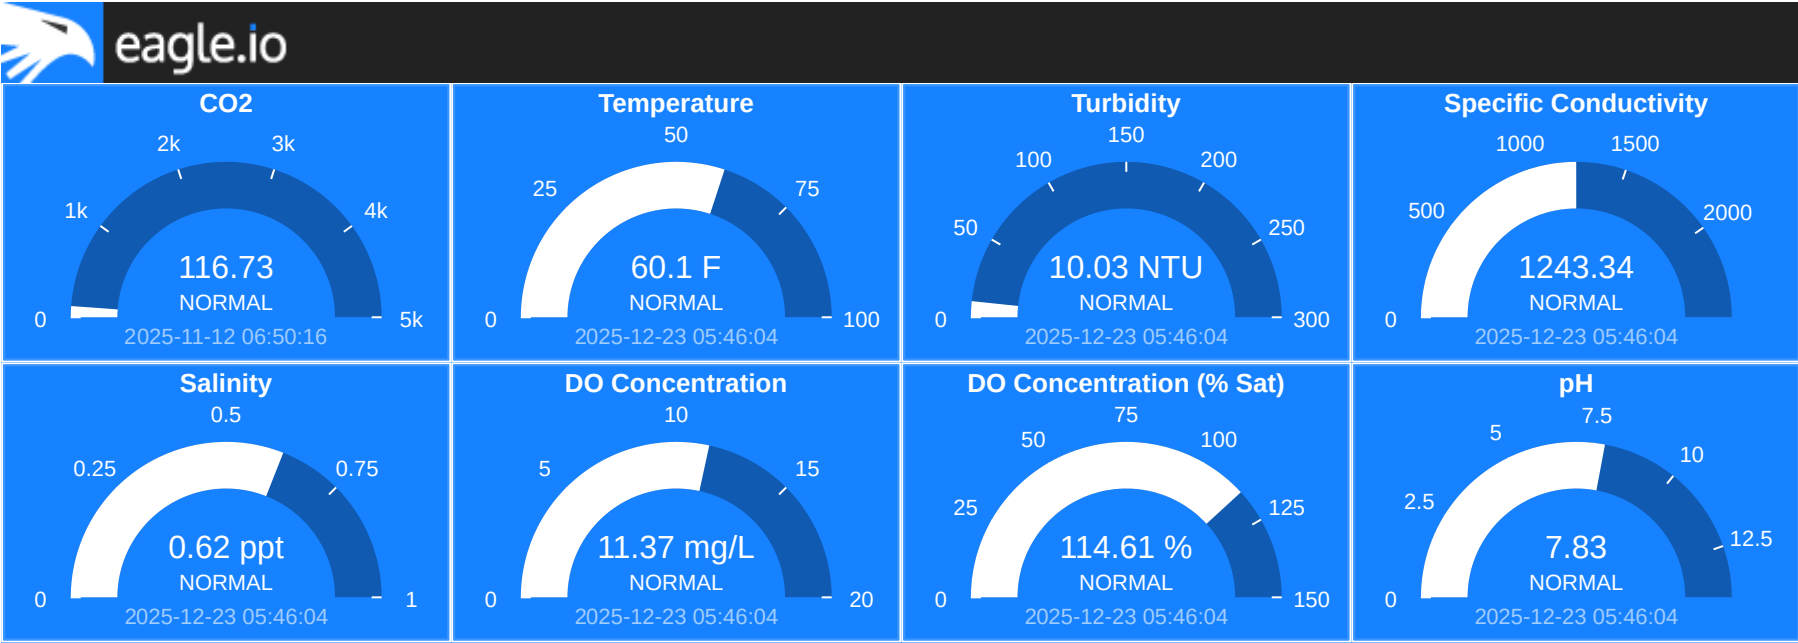 eagle.io
CO2
2k 3k
1k 4k
116.73
NORMAL
0 5k
2025-11-12 06:50:16
Temperature
50
25 75
60.1 F
NORMAL
0 100
2025-12-23 05:46:04
Turbidity
150
100 200
50 250
10.03 NTU
NORMAL
0 300
2025-12-23 05:46:04
Specific Conductivity
1000 1500
500 2000
1243.34
NORMAL
0
2025-12-23 05:46:04
Salinity
0.5
0.25 0.75
0.62 ppt
NORMAL
0 1
2025-12-23 05:46:04
DO Concentration
10
5 15
11.37 mg/L
NORMAL
0 20
2025-12-23 05:46:04
DO Concentration (% Sat)
75
50 100
25 125
114.61 %
NORMAL
0 150
2025-12-23 05:46:04
pH
7.5
5 10
2.5 12.5
7.83
NORMAL
0
2025-12-23 05:46:04